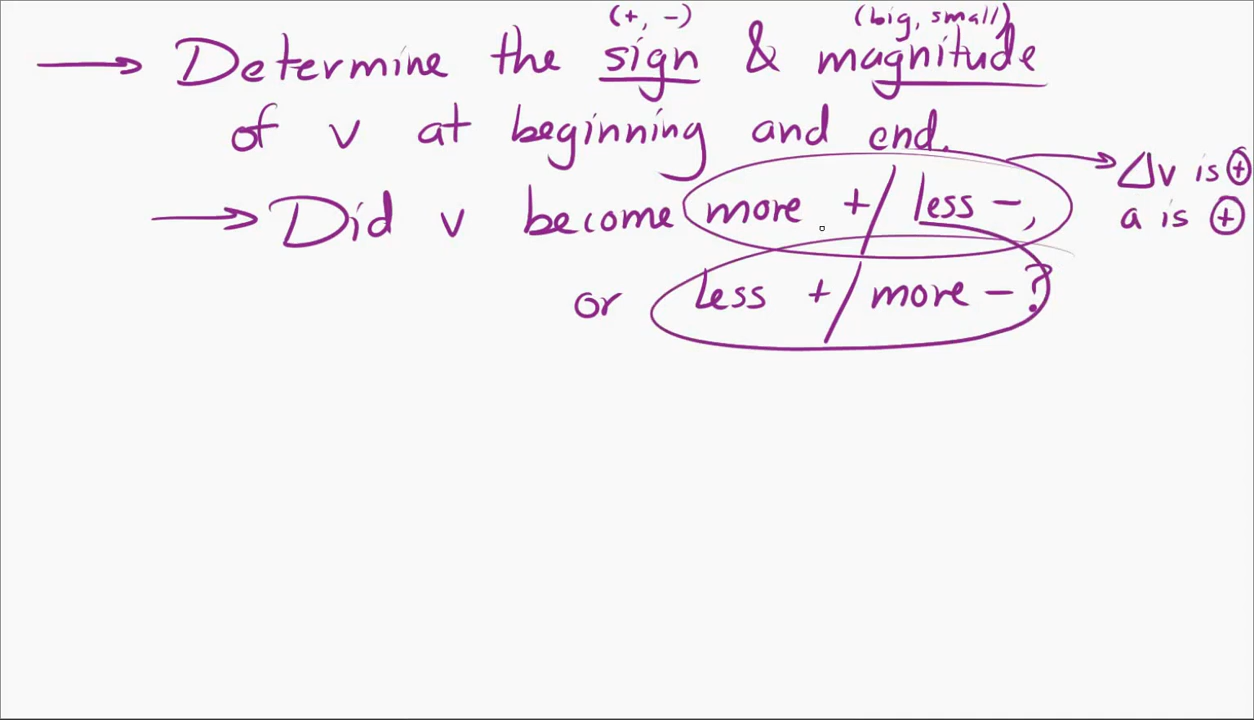 (+, -) (big, small)
→ Determine the sign & magnitude
of v at beginning and end.
→ Did v become more + / less -,
Δv is ⊕
a is ⊕
or less + / more - ?